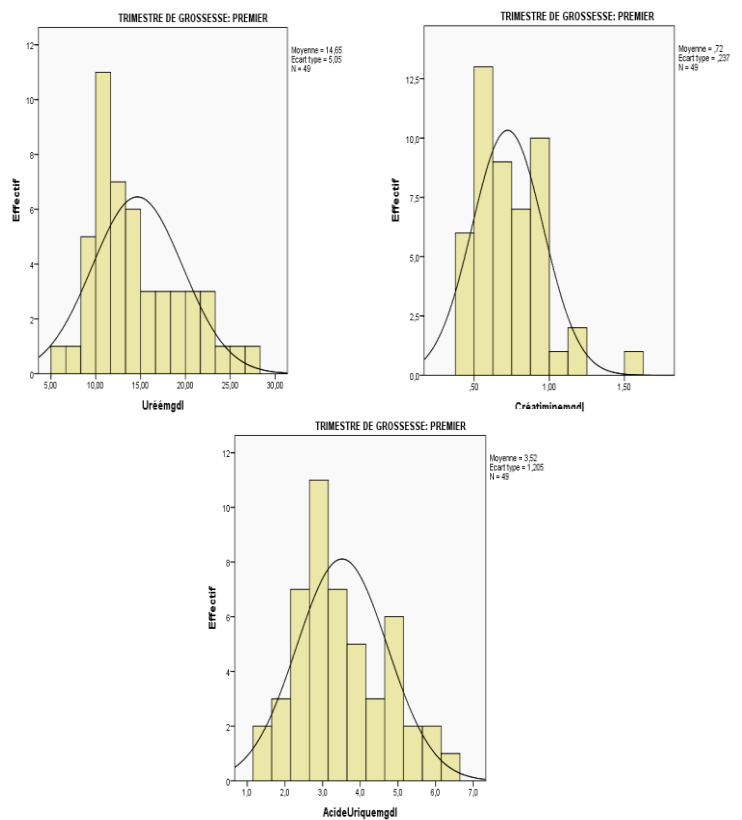 TRIMESTRE DE GROSSESSE: PREMIER
Moyenne = 14,65
Ecart type = 5,05
N = 49
12
10
8
6
4
2
0
Effectif
5,00 10,00 15,00 20,00 25,00 30,00
Uréémgdl
TRIMESTRE DE GROSSESSE: PREMIER
Moyenne = ,72
Ecart type = ,237
N = 49
12,5
10,0
7,5
5,0
2,5
0,0
Effectif
,50 1,00 1,50
Créatiminemgdl
TRIMESTRE DE GROSSESSE: PREMIER
Moyenne = 3,52
Ecart type = 1,205
N = 49
12
10
8
6
4
2
0
Effectif
1,0 2,0 3,0 4,0 5,0 6,0 7,0
AcideUriquemgdl